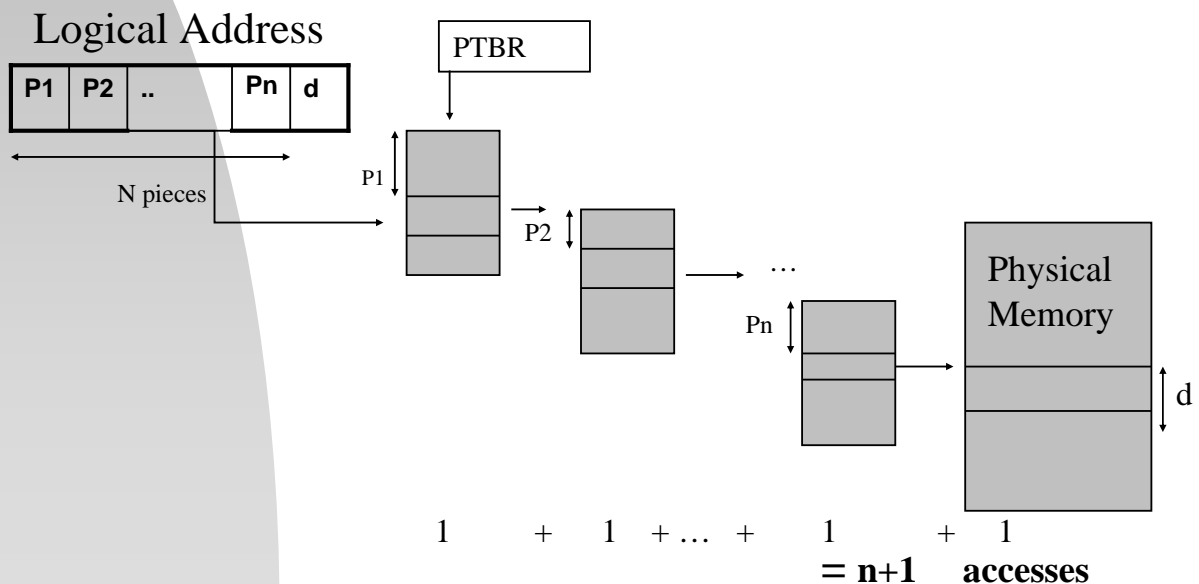 Logical Address
PTBR
P1 P2 .. Pn d
P1
N pieces
P2
…
Physical
Memory
Pn
d
1 + 1 + … + 1 + 1
= n+1 accesses